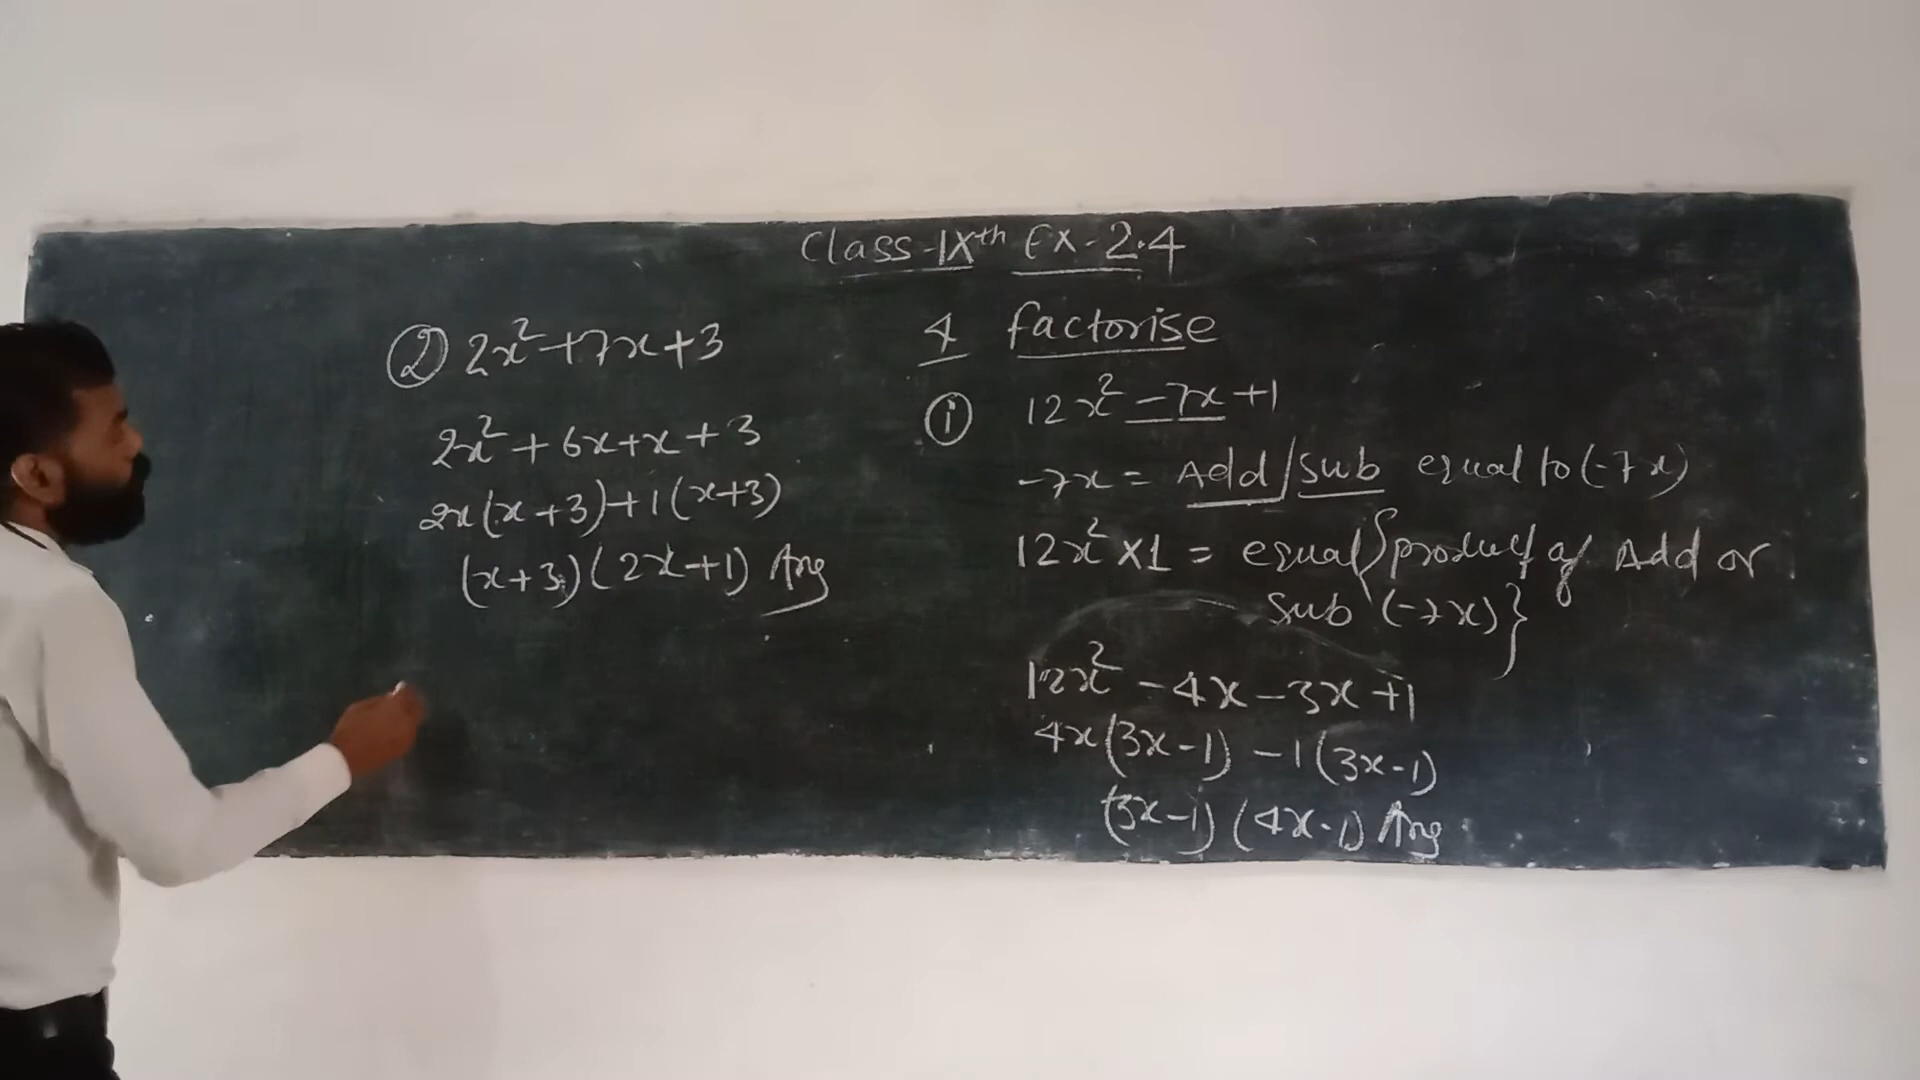 Class-IXth Ex-2.4
4 factorise
① 12x² -7x +1
-7x = Add/Sub equal to (-7x)
12x² × 1 = equal {product of Add or
Sub (-7x)}
12x² - 4x - 3x + 1
4x(3x-1) -1(3x-1)
(3x-1) (4x-1) Ans
② 2x²+7x+3
2x² + 6x+x+3
2x(x+3)+1(x+3)
(x+3)(2x+1) Ans